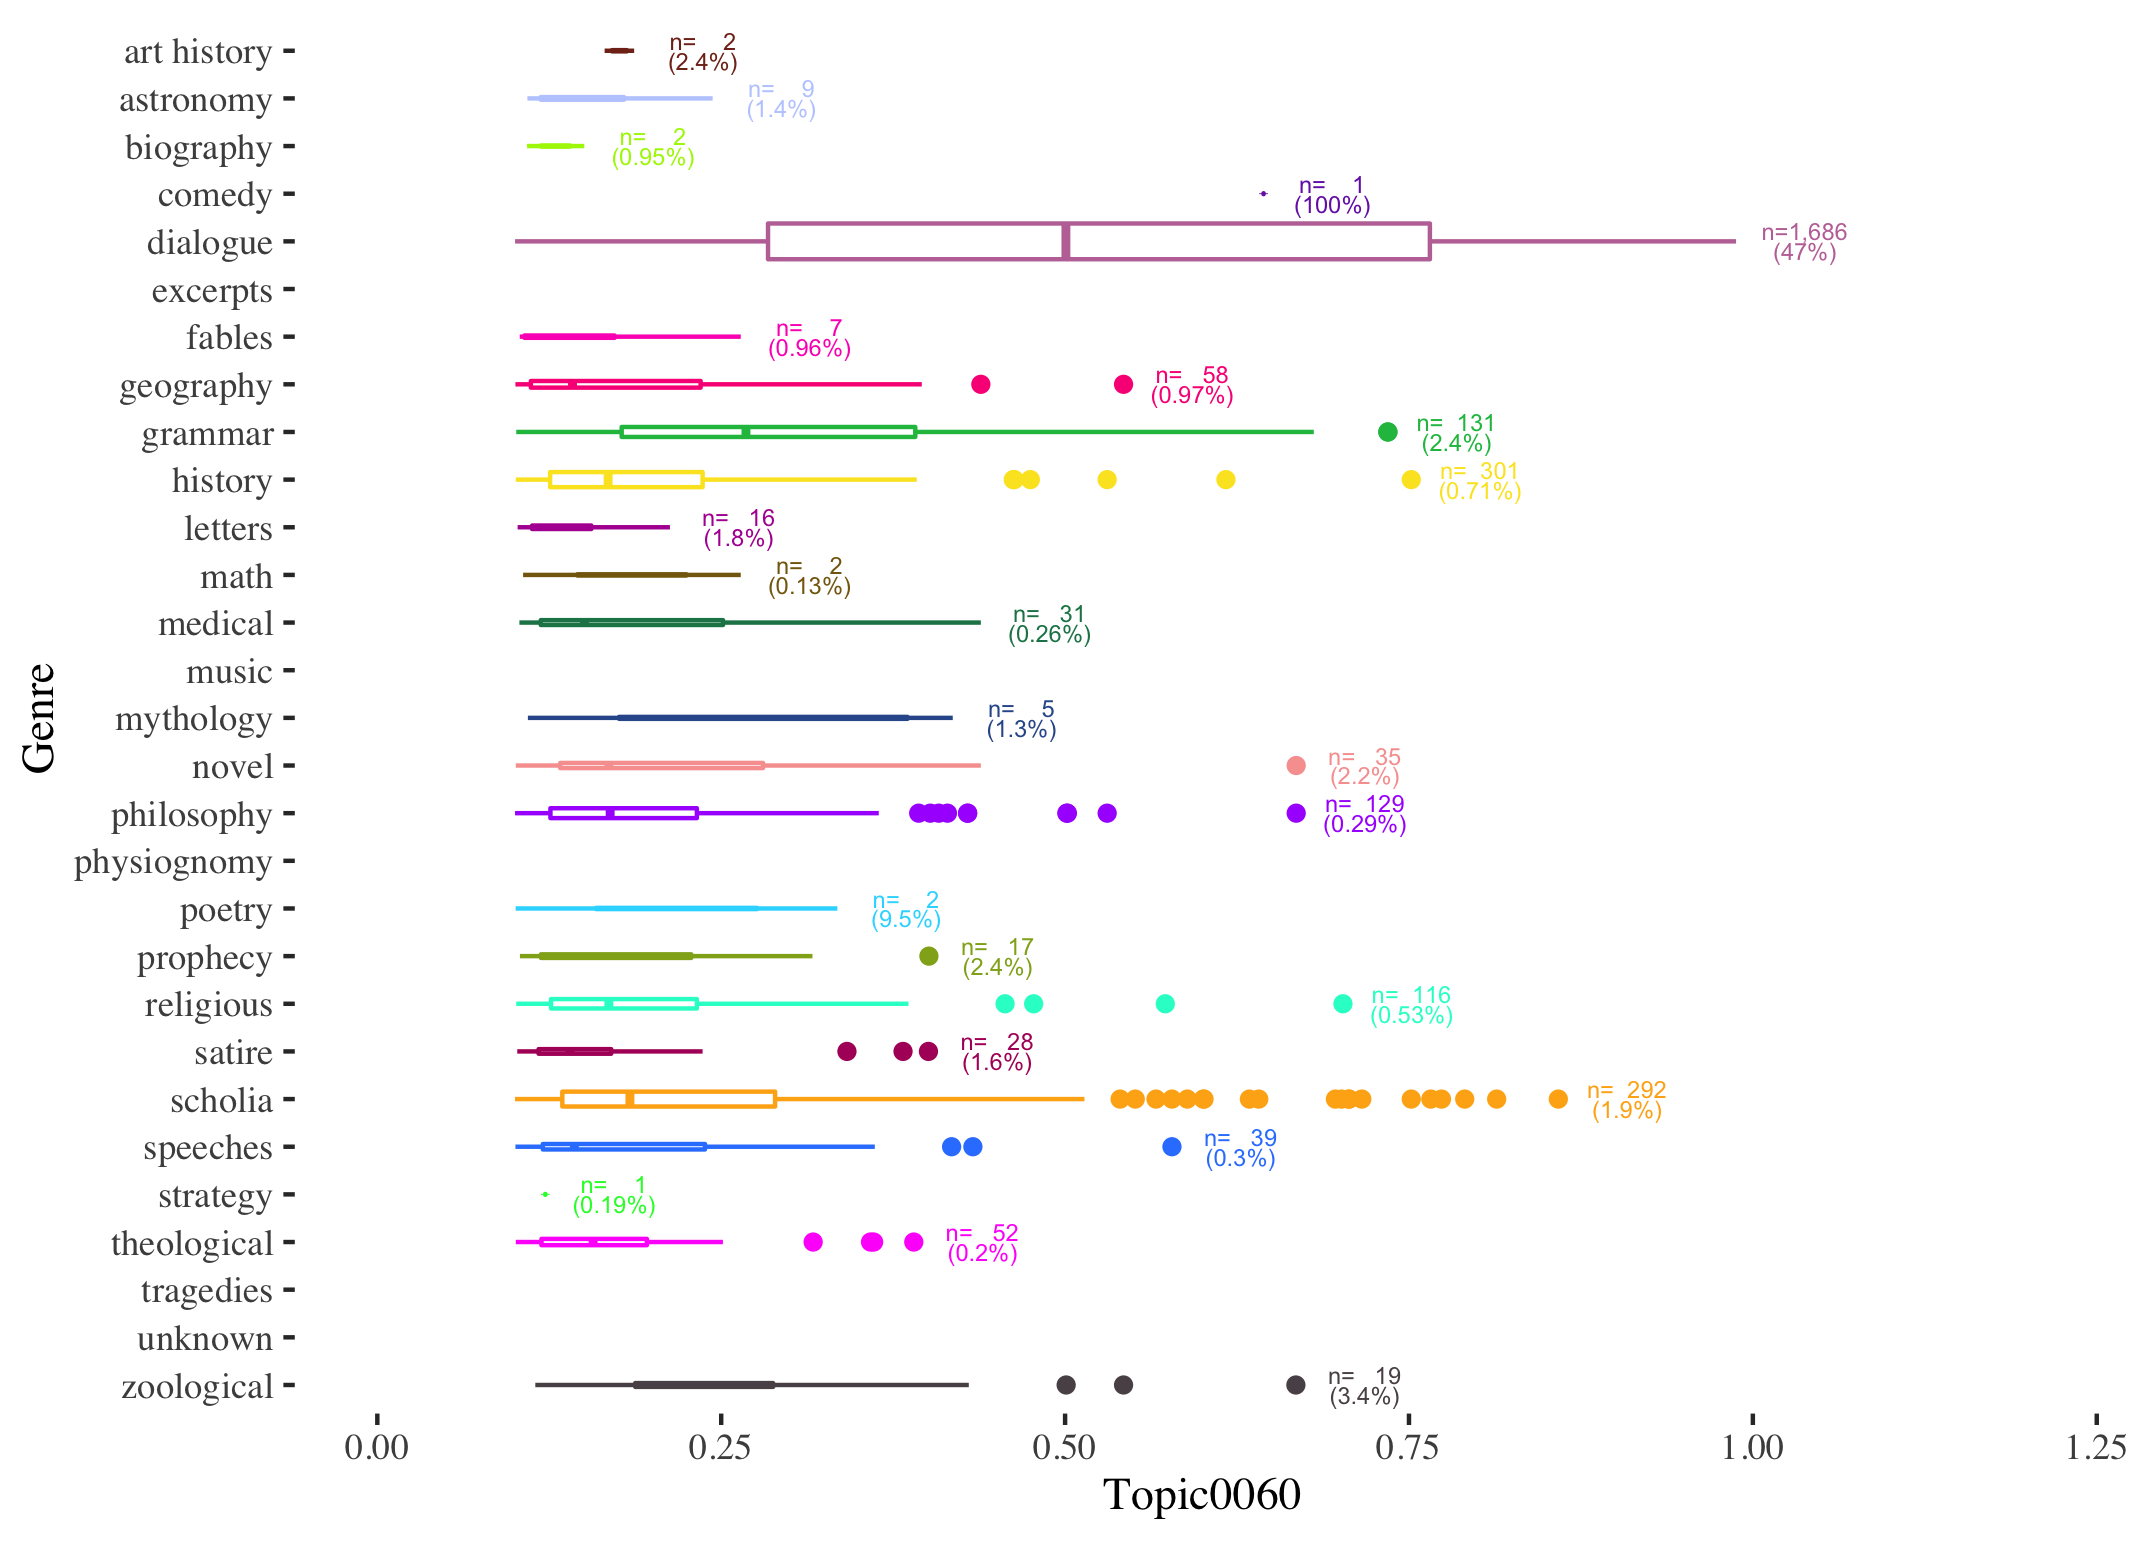 art history
n= 2
(2.4%)
astronomy
n= 9
(1.4%)
biography
n= 2
(0.95%)
comedy
n= 1
(100%)
dialogue
n=1,686
(47%)
excerpts
fables
n= 7
(0.96%)
geography
n= 58
(0.97%)
grammar
n= 131
(2.4%)
history
n= 301
(0.71%)
letters
n= 16
(1.8%)
math
n= 2
(0.13%)
medical
n= 31
(0.26%)
music
mythology
n= 5
(1.3%)
novel
n= 35
(2.2%)
philosophy
n= 129
(0.29%)
physiognomy
poetry
n= 2
(9.5%)
prophecy
n= 17
(2.4%)
religious
n= 116
(0.53%)
satire
n= 28
(1.6%)
scholia
n= 292
(1.9%)
speeches
n= 39
(0.3%)
strategy
n= 1
(0.19%)
theological
n= 52
(0.2%)
tragedies
unknown
zoological
n= 19
(3.4%)
Genre
0.00 0.25 0.50 0.75 1.00 1.25
Topic0060